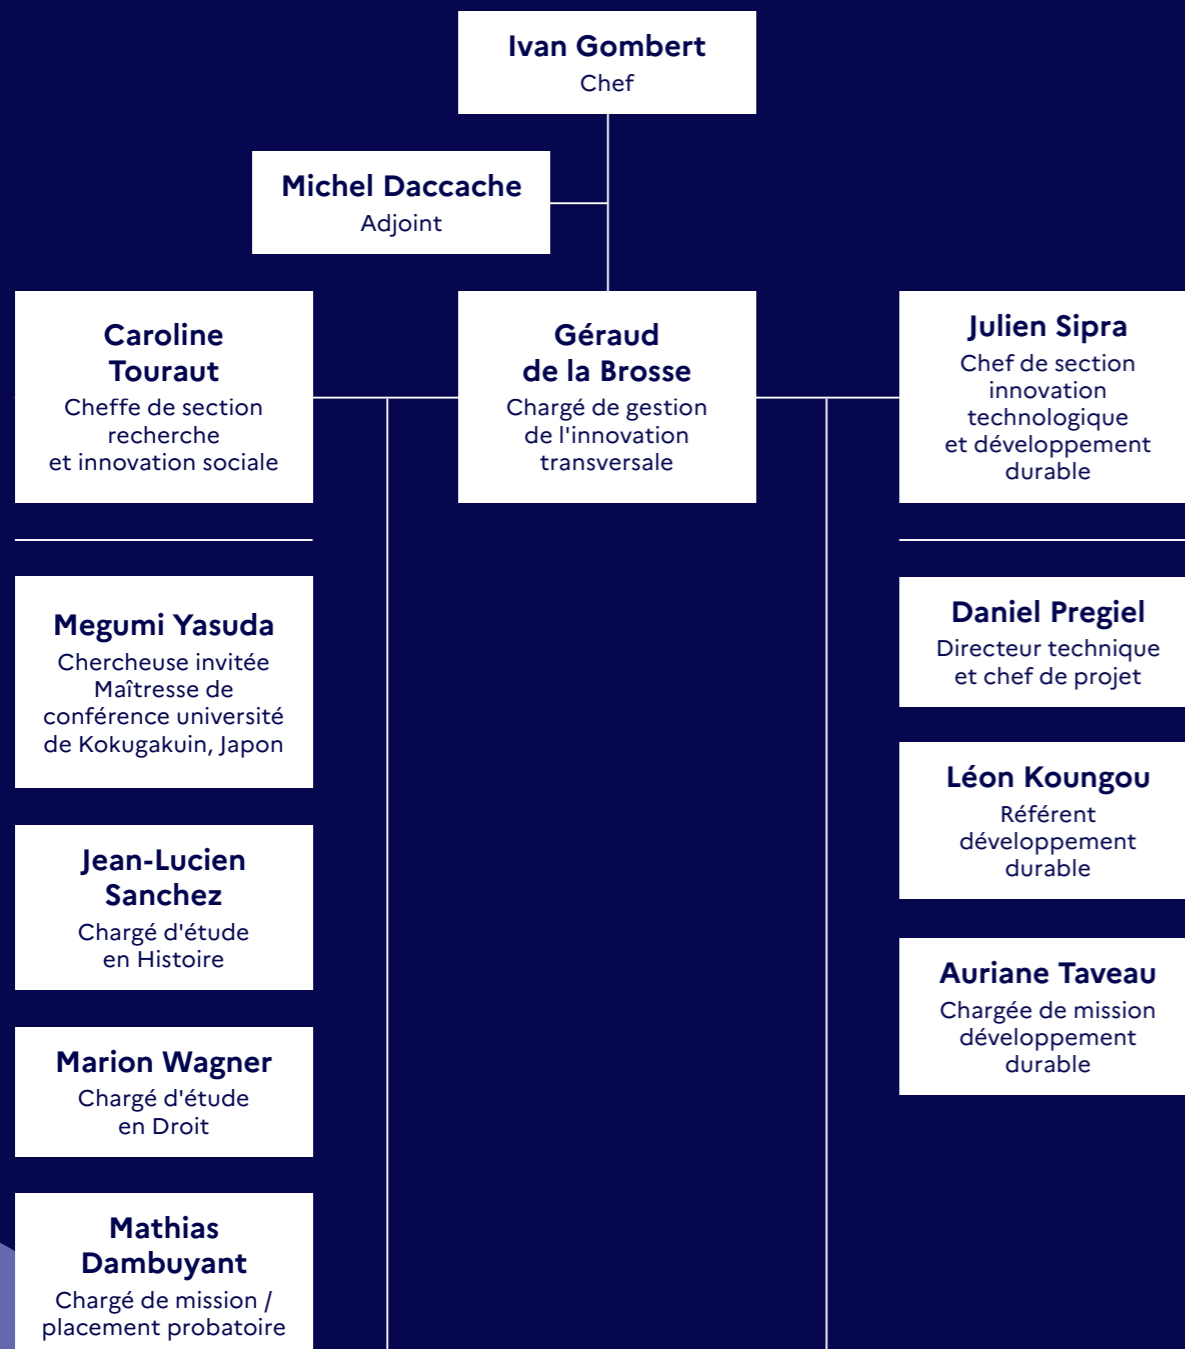 Ivan Gombert
Chef
Michel Daccache
Adjoint
Caroline
Touraut
Cheffe de section
recherche
et innovation sociale
Géraud
de la Brosse
Chargé de gestion
de l'innovation
transversale
Julien Sipra
Chef de section
innovation
technologique
et développement
durable
Megumi Yasuda
Chercheuse invitée
Maîtresse de
conférence université
de Kokugakuin, Japon
Jean-Lucien
Sanchez
Chargé d'étude
en Histoire
Marion Wagner
Chargé d'étude
en Droit
Mathias
Dambuyant
Chargé de mission /
placement probatoire
Daniel Pregiel
Directeur technique
et chef de projet
Léon Koungou
Référent
développement
durable
Auriane Taveau
Chargée de mission
développement
durable